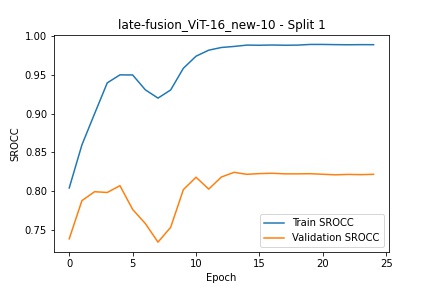 late-fusion_ViT-16_new-10 - Split 1
1.00
0.95
0.90
0.85
0.80
0.75
SROCC
Train SROCC
Validation SROCC
0 5 10 15 20 25
Epoch